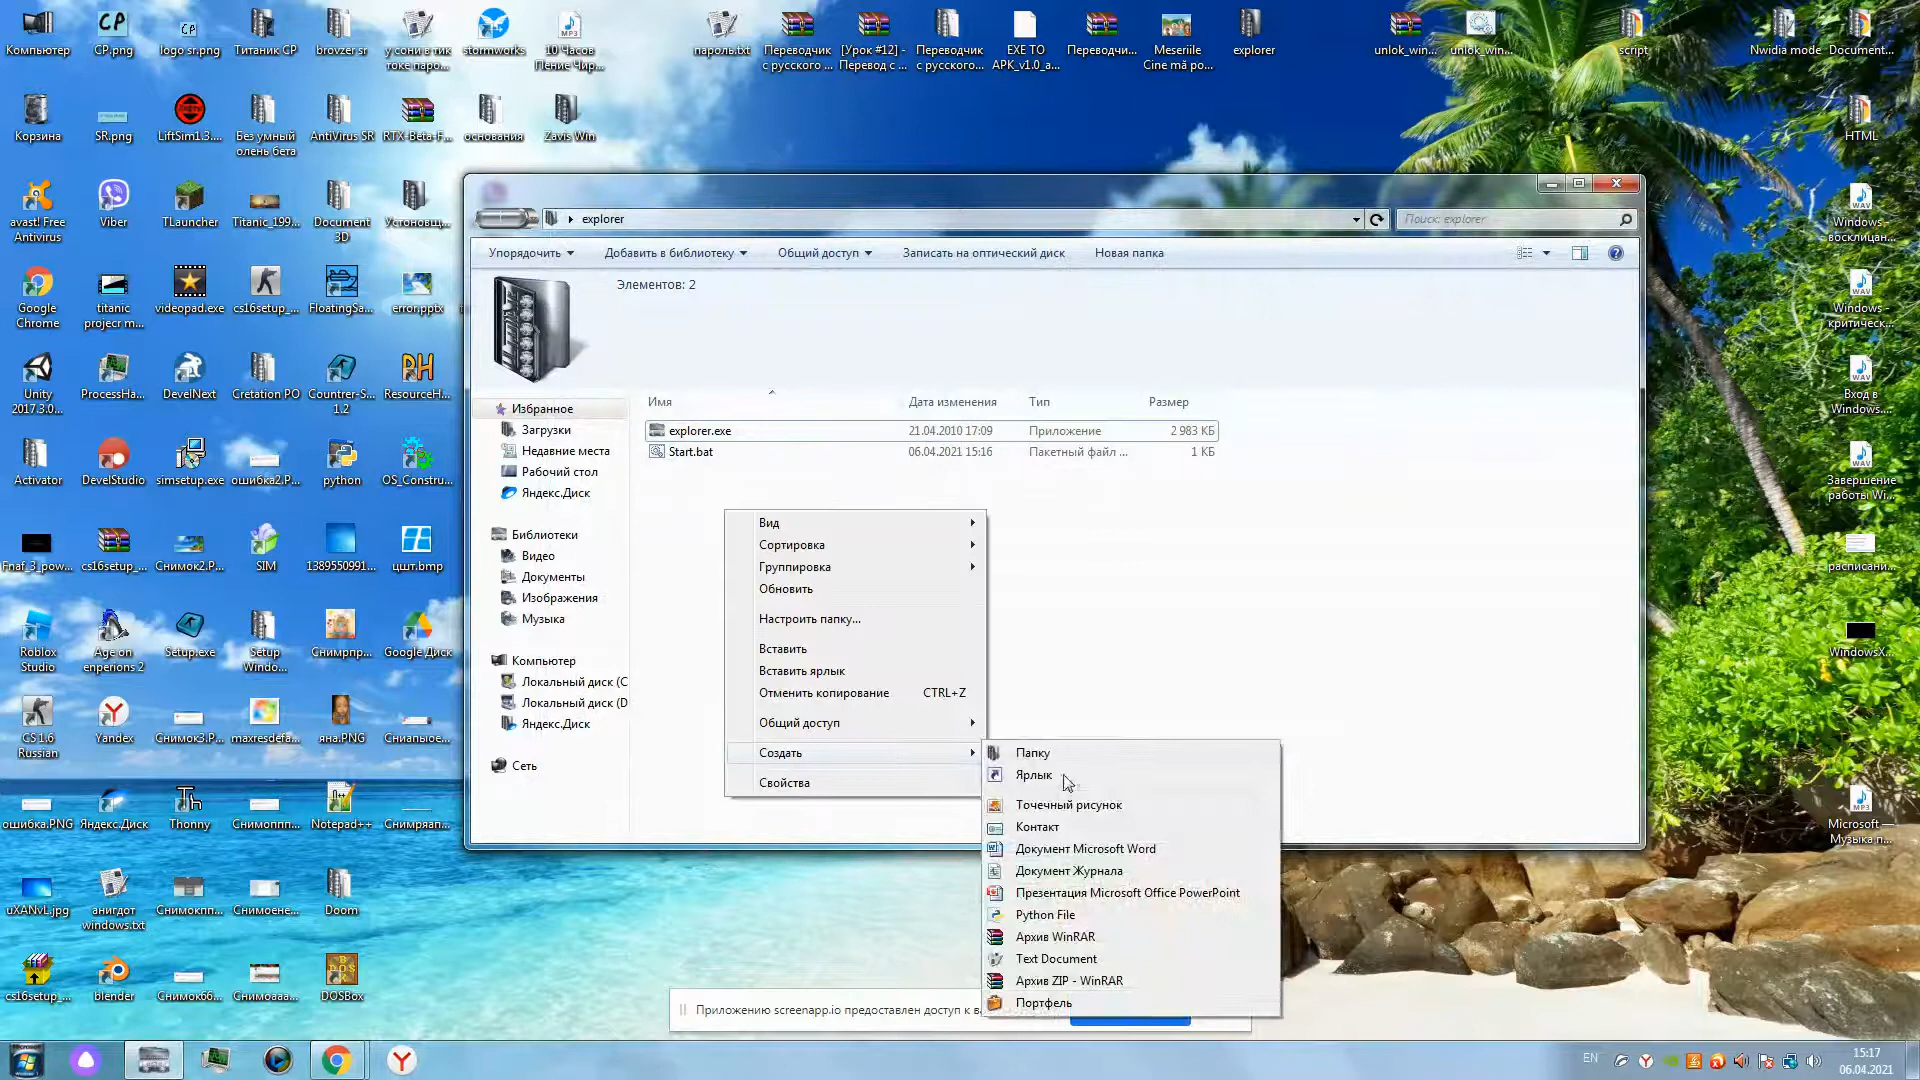 Компьютер
CP
CP.png
CP
logo sr.png
Титаник CP
brovzer sr
у сони в тик
токе паро...
stormworks
10 Часов
Пение Чир...
пароль.txt
Переводчик
с русского ...
[Урок #12] -
Перевод с ...
Переводчик
с русского...
EXE TO
APK_v1.0_a...
Переводчи...
Meseriile
Cine mă po...
explorer
unlok_win...
unlok_win...
script
Nwidia mode
Document...
Корзина
SR.png
LiftSim1.3....
Без умный
олень бета
AntiVirus SR
RTX-Beta-F...
основания
Zavis Win
HTML
avast! Free
Antivirus
Viber
TLauncher
Titanic_199...
Document
3D
Устоновщ...
Windows -
восклицан...
Google
Chrome
titanic
projecr m...
videopad.exe
cs16setup_...
FloatingSa...
error.pptx
Windows -
критическ...
Unity
2017.3.0...
ProcessHa...
DevelNext
Cretation PO
Countrer-S...
1.2
ResourceH...
Вход в
Windows....
Activator
DevelStudio
simsetup.exe
ошибка2.P...
python
OS_Constru...
Завершение
работы Wi...
Fnaf_3_pow...
cs16setup_...
Снимок2.P...
SIM
1389550991...
цшт.bmp
расписани...
Roblox
Studio
Age on
enperions 2
Setup.exe
Setup
Windo...
Снимрпр...
Google Диск
WindowsX...
CS 1.6
Russian
Yandex
Снимок3.P...
maxresdefa...
яна.PNG
Сниапыое...
ошибка.PNG
Яндекс.Диск
Thonny
Снимоппп...
Notepad++
Снимряап...
Microsoft —
Музыка п...
uXANvL.jpg
анигдот
windows.txt
Снимокпп...
Снимоене...
Doom
cs16setup_...
blender
Снимок66...
Снимоааа...
DOSBox
explorer
Поиск: explorer
Упорядочить
Добавить в библиотеку
Общий доступ
Записать на оптический диск
Новая папка
Элементов: 2
Избранное
Загрузки
Недавние места
Рабочий стол
Яндекс.Диск
Библиотеки
Видео
Документы
Изображения
Музыка
Компьютер
Локальный диск (C
Локальный диск (D
Яндекс.Диск
Сеть
Имя
Дата изменения
Тип
Размер
explorer.exe
21.04.2010 17:09
Приложение
2 983 КБ
Start.bat
06.04.2021 15:16
Пакетный файл ...
1 КБ
Вид
Сортировка
Группировка
Обновить
Настроить папку...
Вставить
Вставить ярлык
Отменить копирование CTRL+Z
Общий доступ
Создать
Свойства
Папку
Ярлык
Точечный рисунок
Контакт
Документ Microsoft Word
Документ Журнала
Презентация Microsoft Office PowerPoint
Python File
Архив WinRAR
Text Document
Архив ZIP - WinRAR
Портфель
Приложению screenapp.io предоставлен доступ к в
EN
15:17
06.04.2021